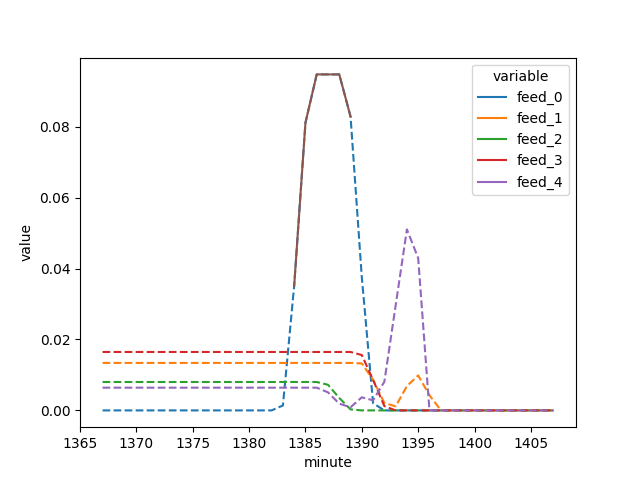 variable
feed_0
feed_1
feed_2
feed_3
feed_4
value
0.08
0.06
0.04
0.02
0.00
1365 1370 1375 1380 1385 1390 1395 1400 1405
minute